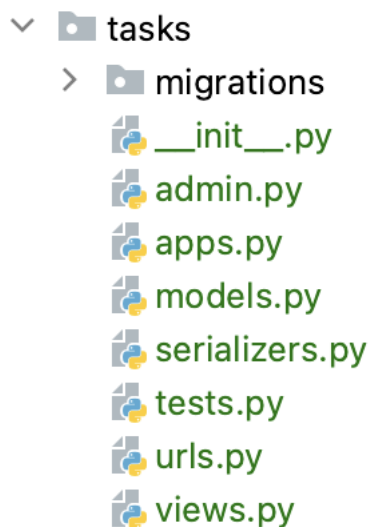 tasks
migrations
__init__.py
admin.py
apps.py
models.py
serializers.py
tests.py
urls.py
views.py